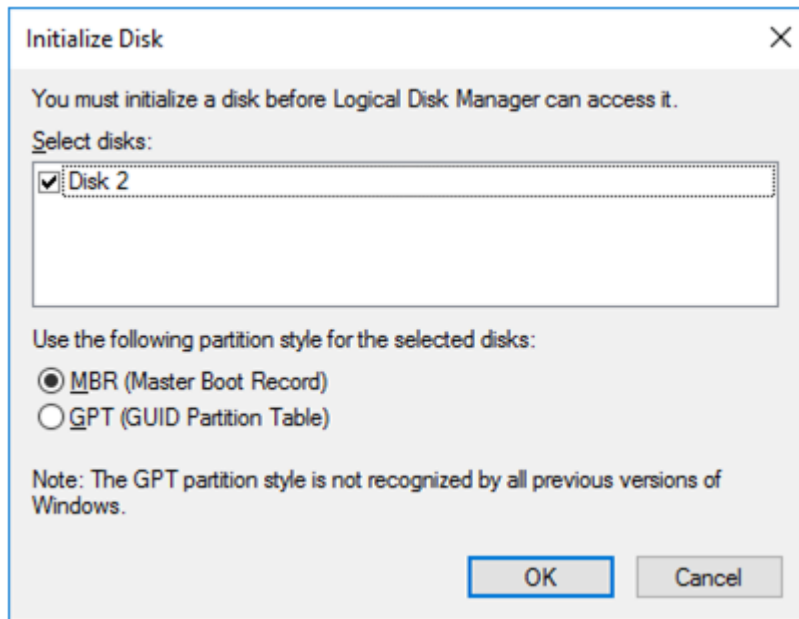 Initialize Disk
You must initialize a disk before Logical Disk Manager can access it.
Select disks:
Disk 2
Use the following partition style for the selected disks:
MBR (Master Boot Record)
GPT (GUID Partition Table)
Note: The GPT partition style is not recognized by all previous versions of
Windows.
OK
Cancel